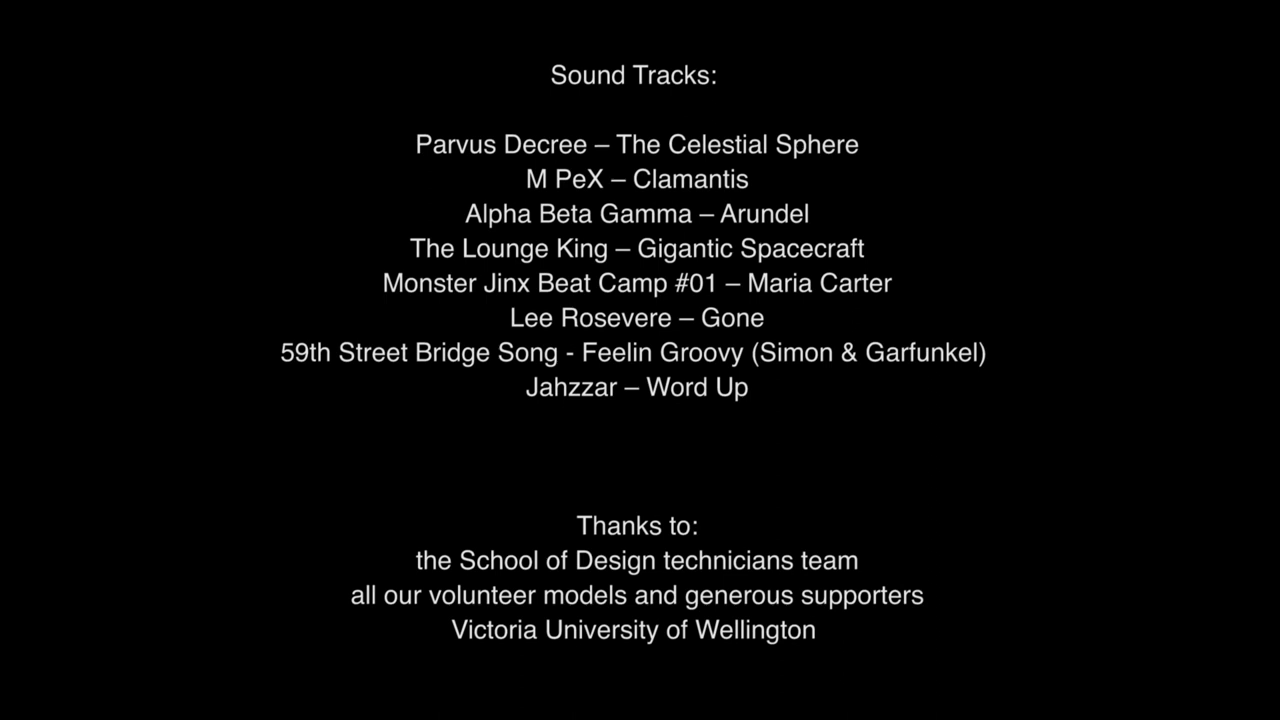 Sound Tracks:
Parvus Decree – The Celestial Sphere
M PeX – Clamantis
Alpha Beta Gamma – Arundel
The Lounge King – Gigantic Spacecraft
Monster Jinx Beat Camp #01 – Maria Carter
Lee Rosevere – Gone
59th Street Bridge Song - Feelin Groovy (Simon & Garfunkel)
Jahzzar – Word Up
Thanks to:
the School of Design technicians team
all our volunteer models and generous supporters
Victoria University of Wellington